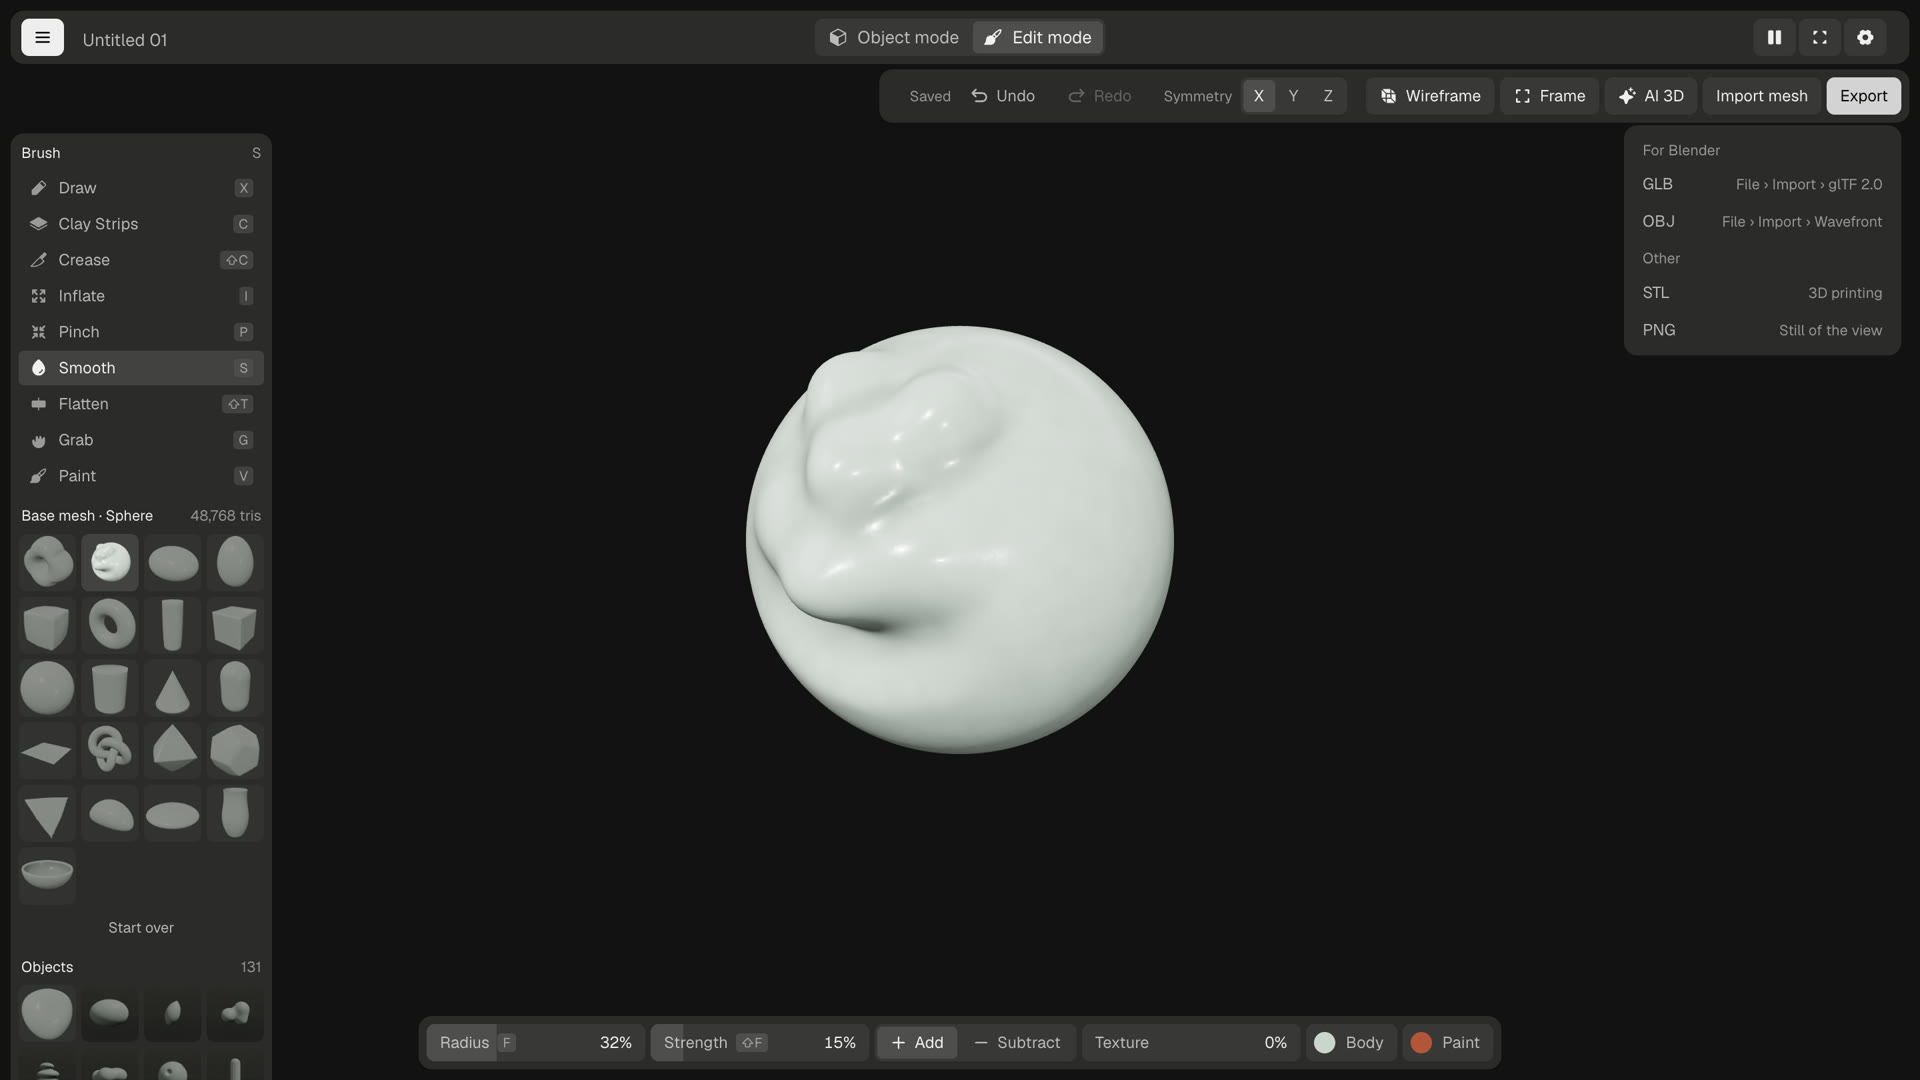 Untitled 01
Object mode
Edit mode
Saved
Undo
Redo
Symmetry
X
Y
Z
Wireframe
Frame
AI 3D
Import mesh
Export
For Blender
GLB File › Import › glTF 2.0
OBJ File › Import › Wavefront
Other
STL 3D printing
PNG Still of the view
Brush S
Draw X
Clay Strips C
Crease ⇧C
Inflate I
Pinch P
Smooth S
Flatten ⇧T
Grab G
Paint V
Base mesh · Sphere 48,768 tris
Start over
Objects 131
Radius F 32%
Strength ⇧F 15%
Add
Subtract
Texture 0%
Body
Paint